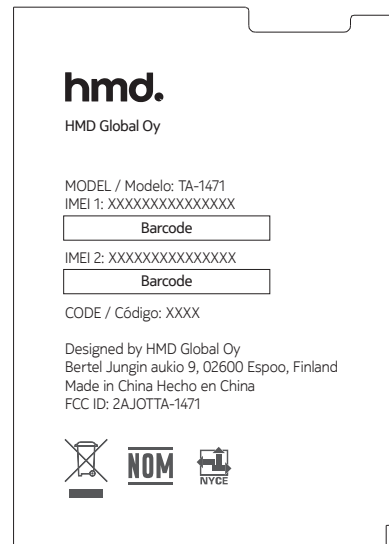 hmd.
HMD Global Oy
MODEL / Modelo: TA-1471
IMEI 1: XXXXXXXXXXXXXXX
Barcode
IMEI 2: XXXXXXXXXXXXXXX
Barcode
CODE / Código: XXXX
Designed by HMD Global Oy
Bertel Jungin aukio 9, 02600 Espoo, Finland
Made in China Hecho en China
FCC ID: 2AJOTTA-1471
NOM
NYCE